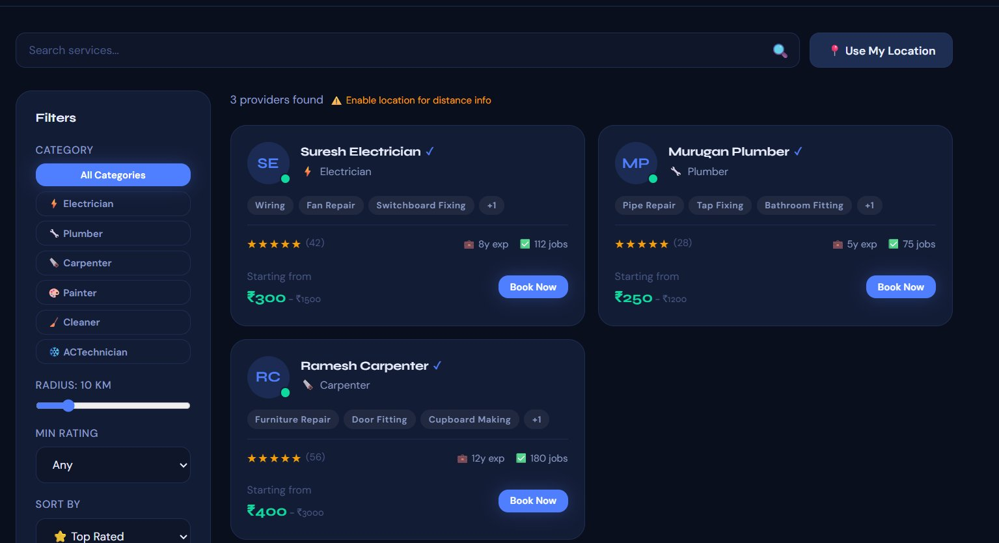 Search services...
Use My Location
Filters
CATEGORY
All Categories
Electrician
Plumber
Carpenter
Painter
Cleaner
ACTechnician
RADIUS: 10 KM
MIN RATING
Any
SORT BY
Top Rated
3 providers found Enable location for distance info
SE
Suresh Electrician ✓
Electrician
Wiring Fan Repair Switchboard Fixing +1
★★★★★ (42) 8y exp 112 jobs
Starting from
₹300 - ₹1500
Book Now
MP
Murugan Plumber ✓
Plumber
Pipe Repair Tap Fixing Bathroom Fitting +1
★★★★★ (28) 5y exp 75 jobs
Starting from
₹250 - ₹1200
Book Now
RC
Ramesh Carpenter ✓
Carpenter
Furniture Repair Door Fitting Cupboard Making +1
★★★★★ (56) 12y exp 180 jobs
Starting from
₹400 - ₹3000
Book Now